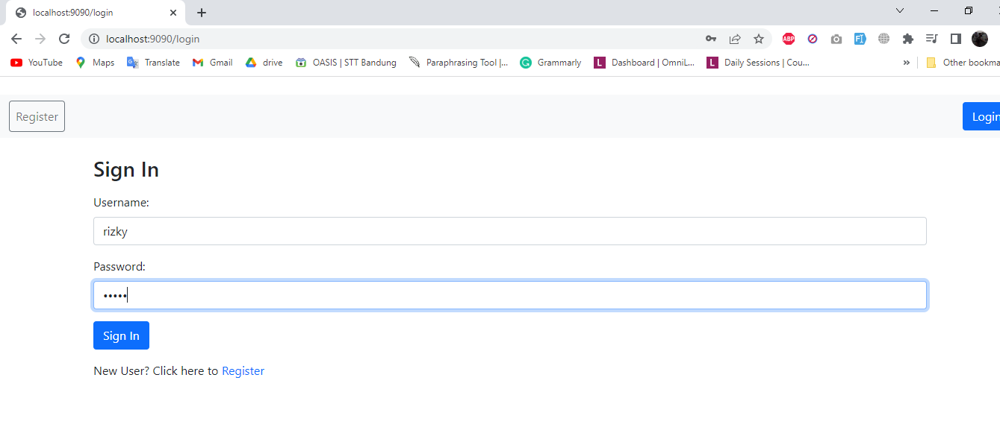 localhost:9090/login
localhost:9090/login
ABP
YouTube Maps Translate Gmail drive OASIS | STT Bandung Paraphrasing Tool |... G Grammarly L Dashboard | OmniL... L Daily Sessions | Cou... » Other bookma
Register Login
Sign In
Username:
rizky
Password:
•••••
Sign In
New User? Click here to Register